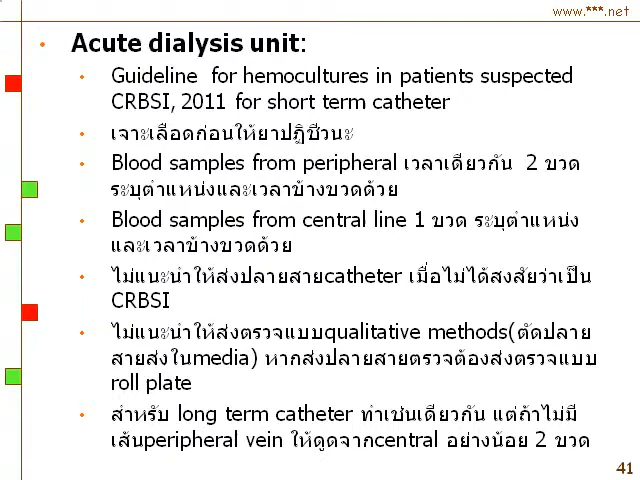 www.***.net
• Acute dialysis unit:
• Guideline for hemocultures in patients suspected
CRBSI, 2011 for short term catheter
• เจาะเลือดก่อนให้ยาปฏิชีวนะ
• Blood samples from peripheral เวลาเดียวกัน 2 ขวด
ระบุตำแหน่งและเวลาข้างขวดด้วย
• Blood samples from central line 1 ขวด ระบุตำแหน่ง
และเวลาข้างขวดด้วย
• ไม่แนะนำให้ส่งปลายสายcatheter เมื่อไม่ได้สงสัยว่าเป็น
CRBSI
• ไม่แนะนำให้ส่งตรวจแบบqualitative methods(ตัดปลาย
สายส่งในmedia) หากส่งปลายสายตรวจต้องส่งตรวจแบบ
roll plate
• สำหรับ long term catheter ทำเช่นเดียวกัน แต่ถ้าไม่มี
เส้นperipheral vein ให้ดูดจากcentral อย่างน้อย 2 ขวด
41